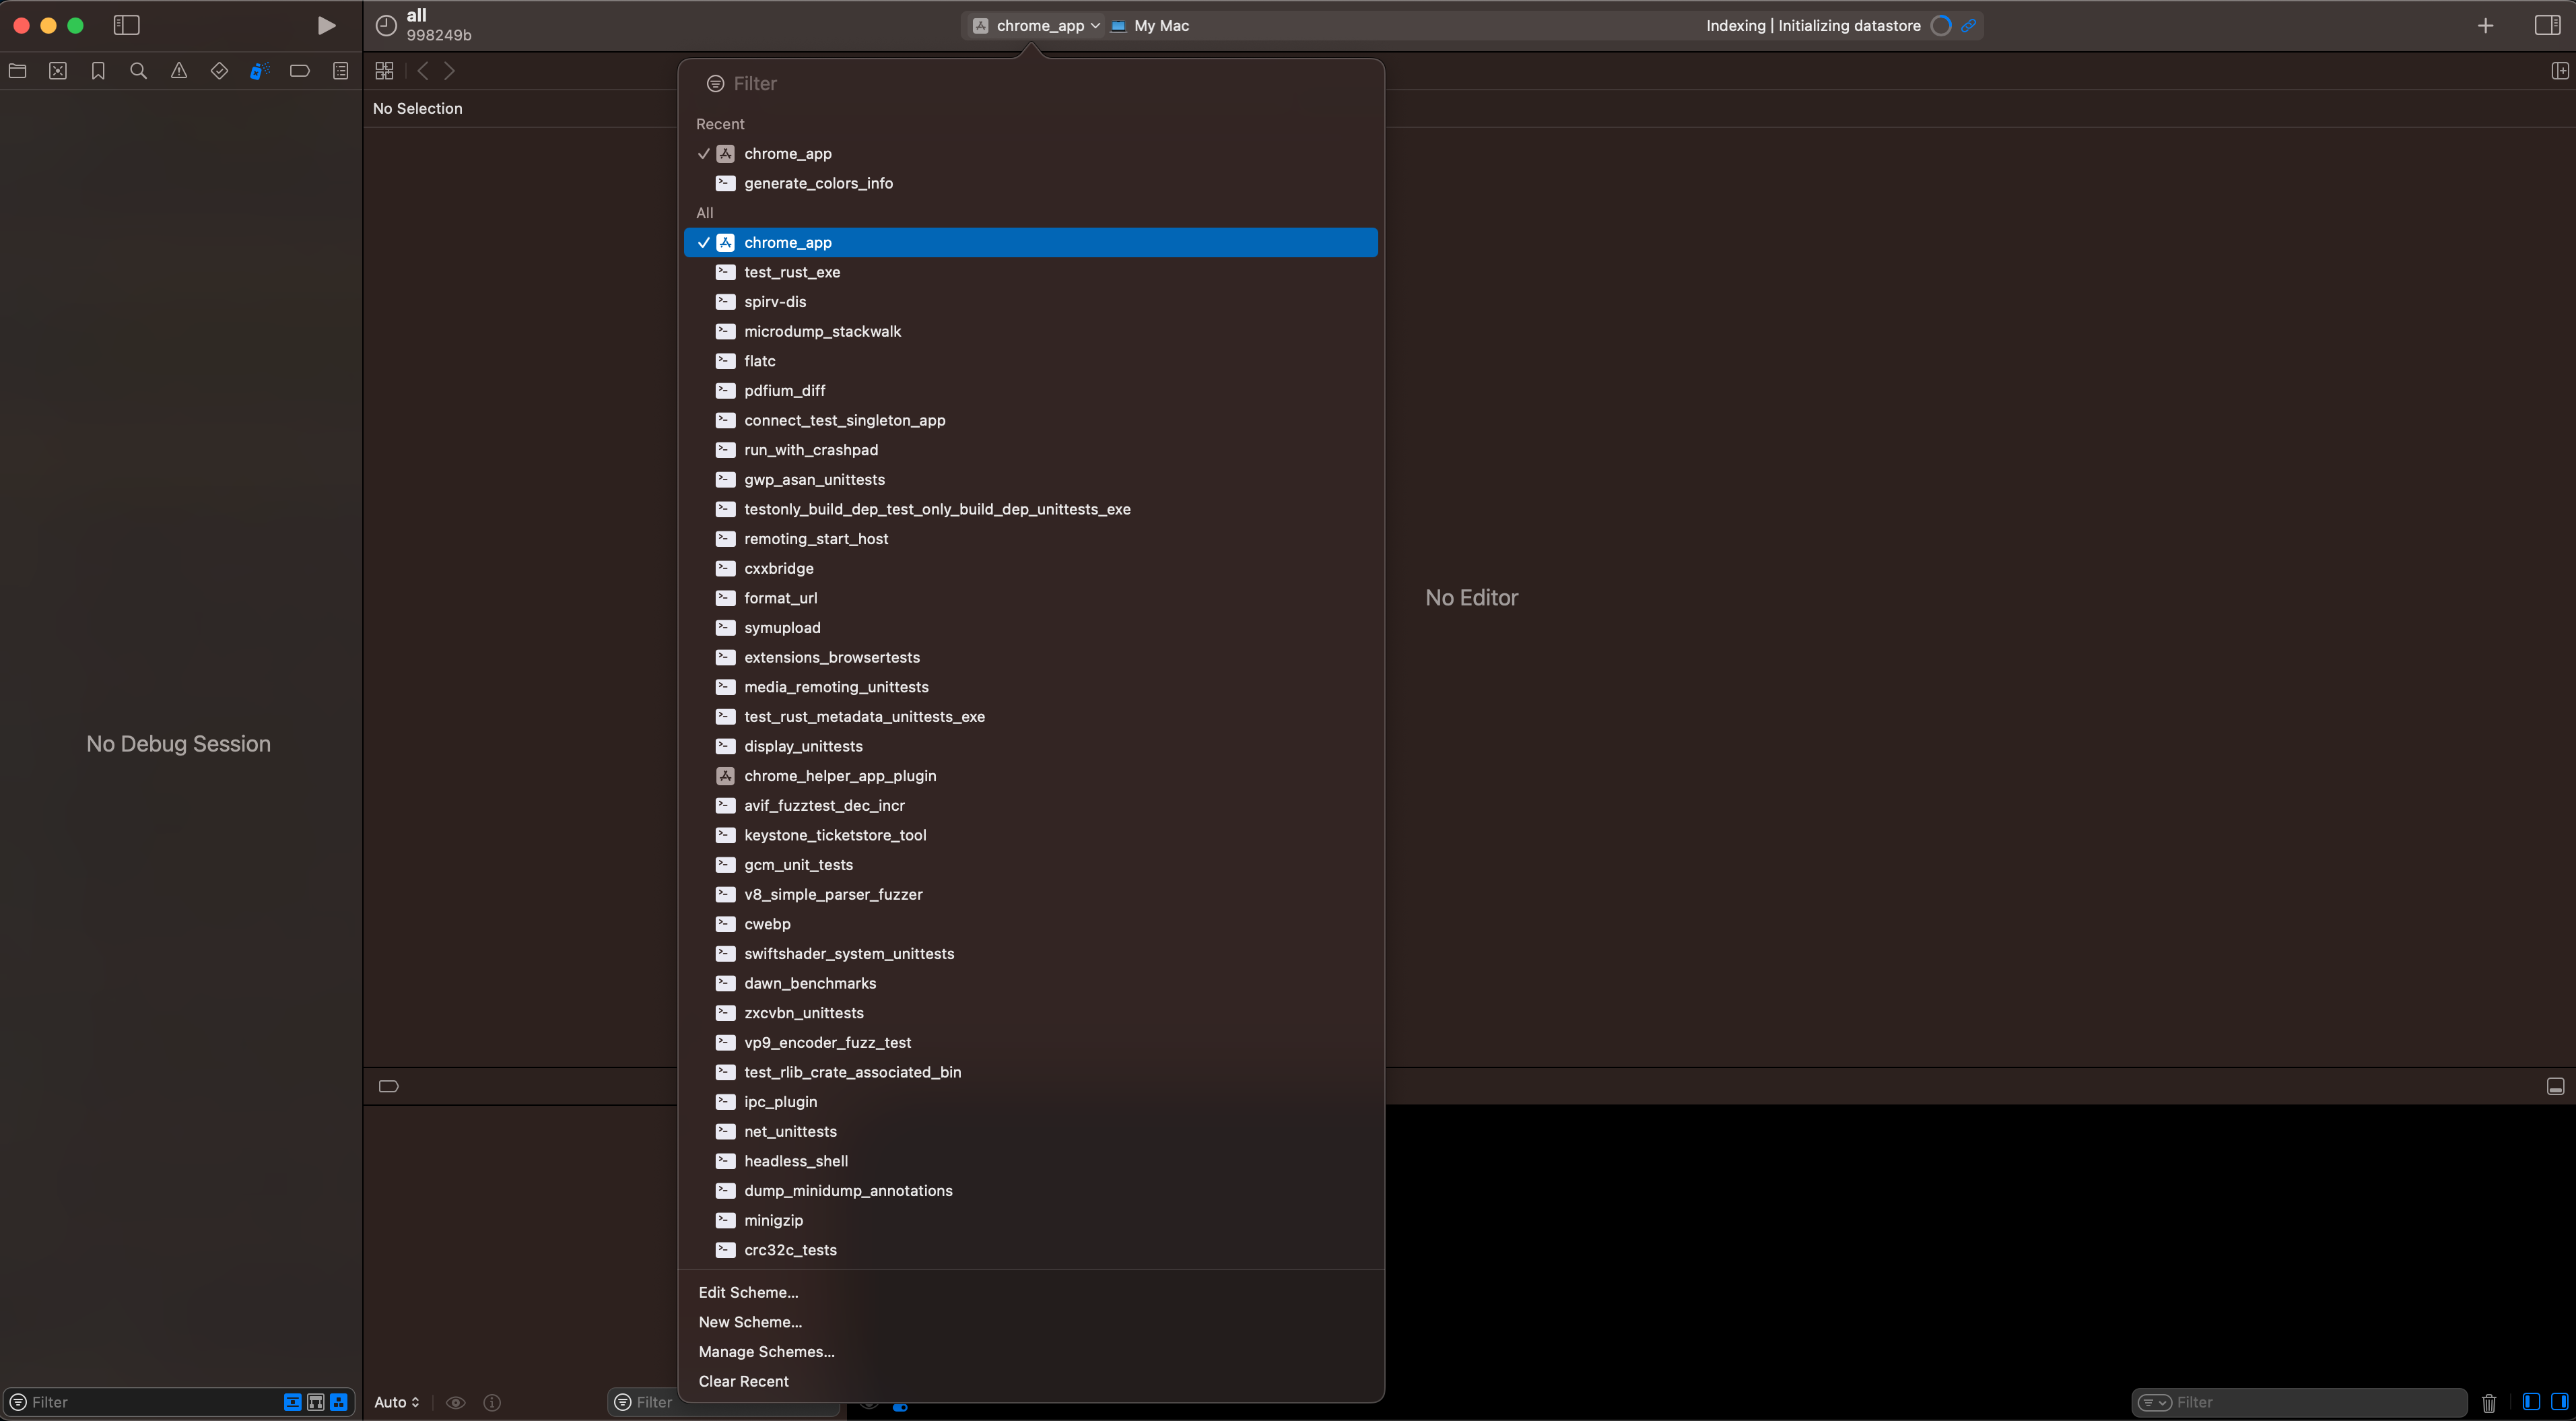 all
998249b
chrome_app
My Mac
Indexing | Initializing datastore
No Selection
Filter
Recent
chrome_app
generate_colors_info
All
chrome_app
test_rust_exe
spirv-dis
microdump_stackwalk
flatc
pdfium_diff
connect_test_singleton_app
run_with_crashpad
gwp_asan_unittests
testonly_build_dep_test_only_build_dep_unittests_exe
remoting_start_host
cxxbridge
format_url
symupload
extensions_browsertests
media_remoting_unittests
test_rust_metadata_unittests_exe
display_unittests
chrome_helper_app_plugin
avif_fuzztest_dec_incr
keystone_ticketstore_tool
gcm_unit_tests
v8_simple_parser_fuzzer
cwebp
swiftshader_system_unittests
dawn_benchmarks
zxcvbn_unittests
vp9_encoder_fuzz_test
test_rlib_crate_associated_bin
ipc_plugin
net_unittests
headless_shell
dump_minidump_annotations
minigzip
crc32c_tests
Edit Scheme...
New Scheme...
Manage Schemes...
Clear Recent
No Debug Session
No Editor
Filter
Auto
Filter
Filter